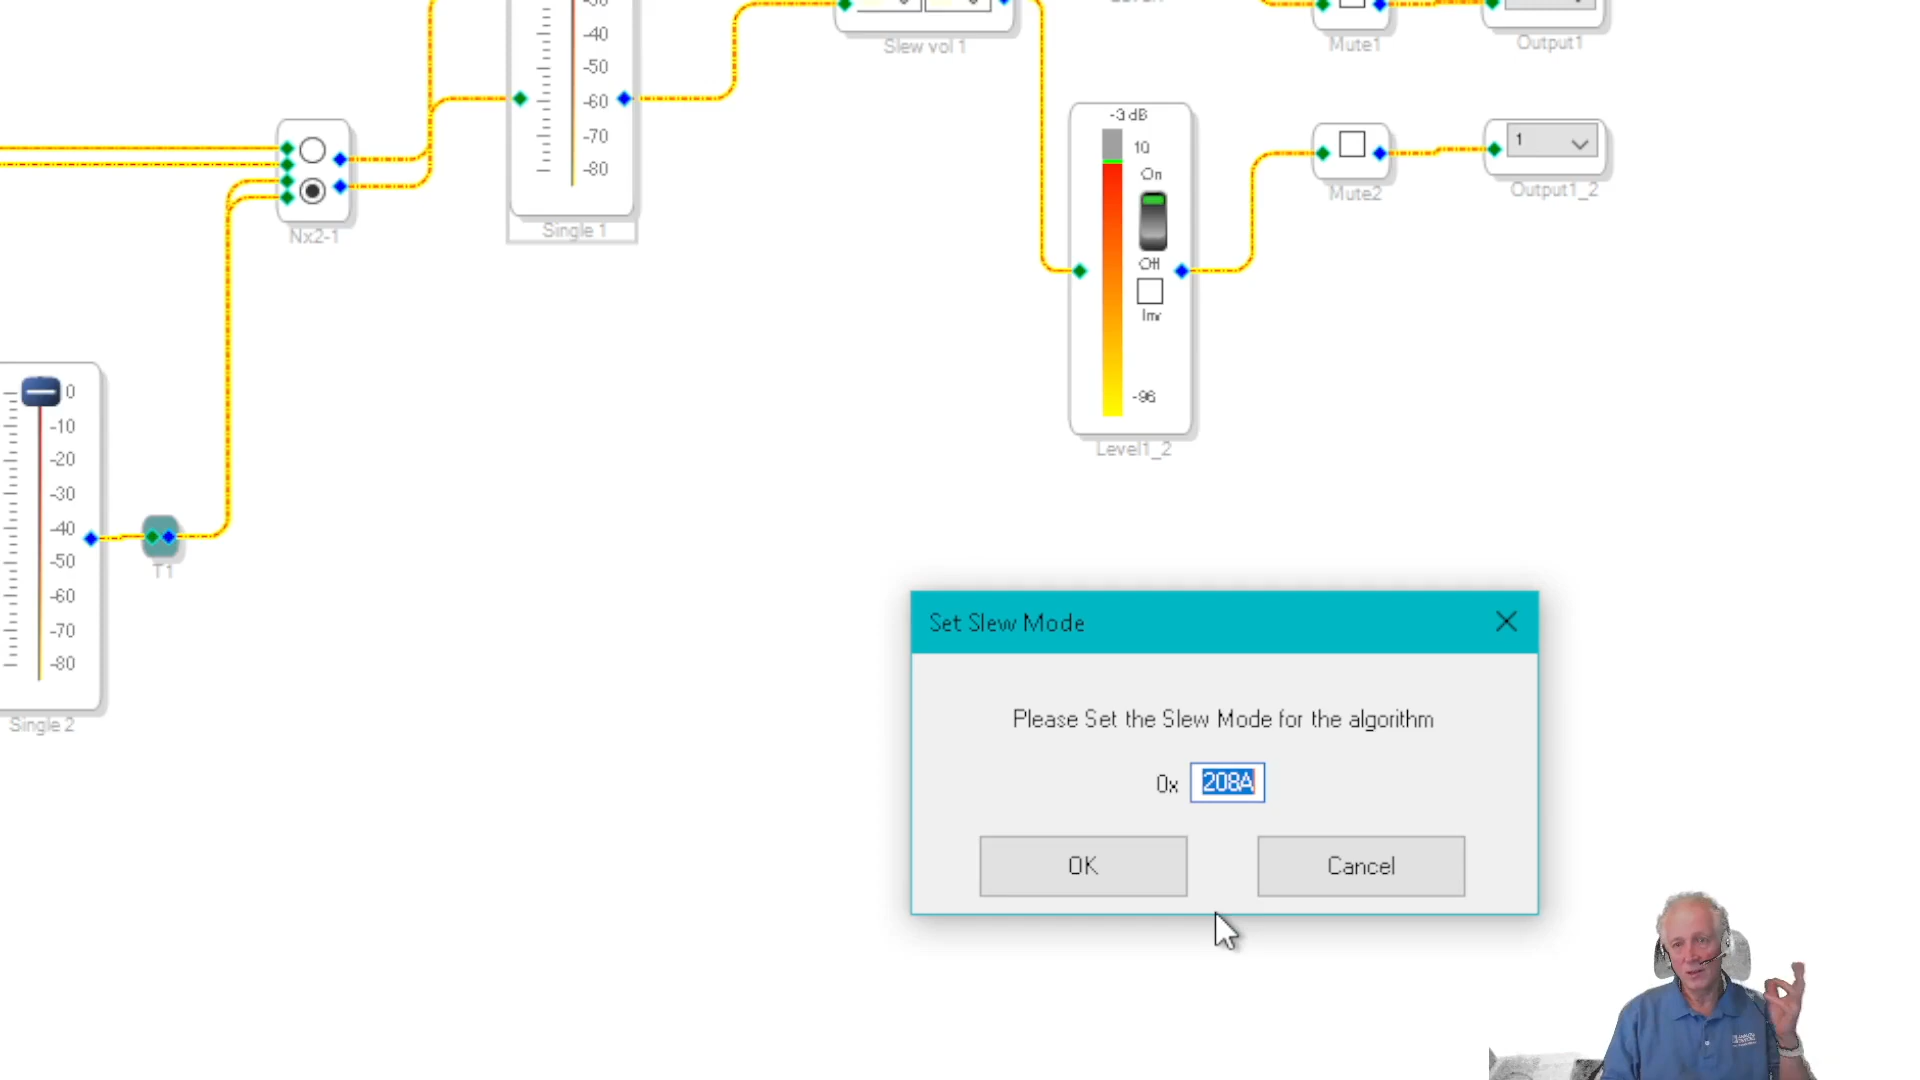 -40
-50
-60
-70
-80
Single 1
Slew vol 1
Mute1
Output1
Nx2-1
-3 dB
10
On
Off
Inv
-96
Level1_2
Mute2
1
Output1_2
0
-10
-20
-30
-40
-50
-60
-70
-80
Single 2
T1
Set Slew Mode
Please Set the Slew Mode for the algorithm
0x 208A
OK
Cancel